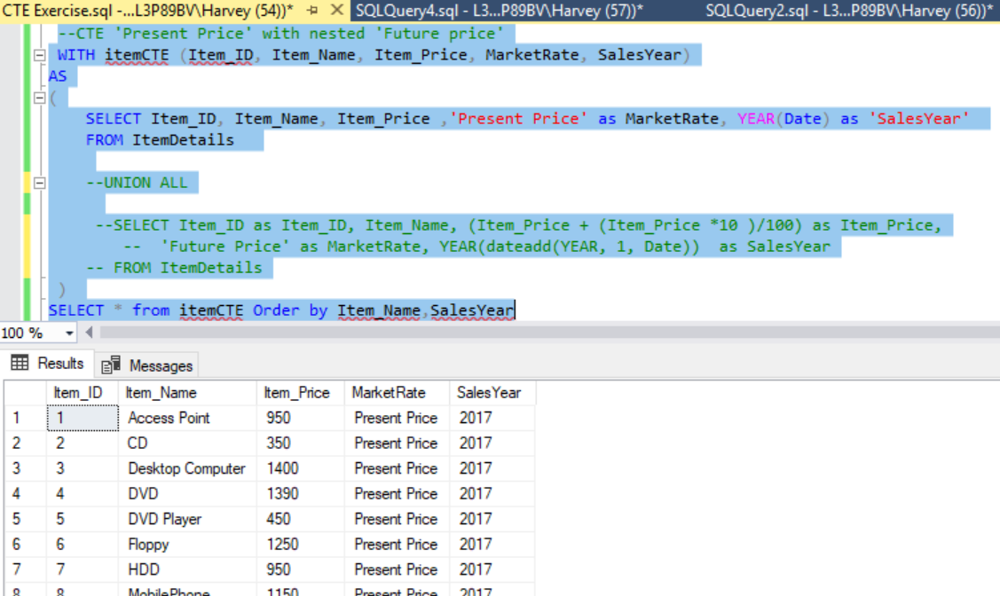 CTE Exercise.sql -...L3P89BV\Harvey (54))* SQLQuery4.sql - L3...P89BV\Harvey (57))* SQLQuery2.sql - L3...P89BV\Harvey (56))*
--CTE 'Present Price' with nested 'Future price'
WITH itemCTE (Item_ID, Item_Name, Item_Price, MarketRate, SalesYear)
AS
(
SELECT Item_ID, Item_Name, Item_Price ,'Present Price' as MarketRate, YEAR(Date) as 'SalesYear'
FROM ItemDetails
--UNION ALL
--SELECT Item_ID as Item_ID, Item_Name, (Item_Price + (Item_Price *10 )/100) as Item_Price,
-- 'Future Price' as MarketRate, YEAR(dateadd(YEAR, 1, Date)) as SalesYear
-- FROM ItemDetails
)
SELECT * from itemCTE Order by Item_Name,SalesYear
100 %
Results Messages
Item_ID Item_Name Item_Price MarketRate SalesYear
1 1 Access Point 950 Present Price 2017
2 2 CD 350 Present Price 2017
3 3 Desktop Computer 1400 Present Price 2017
4 4 DVD 1390 Present Price 2017
5 5 DVD Player 450 Present Price 2017
6 6 Floppy 1250 Present Price 2017
7 7 HDD 950 Present Price 2017
8 8 MobilePhone 1150 Present Price 2017